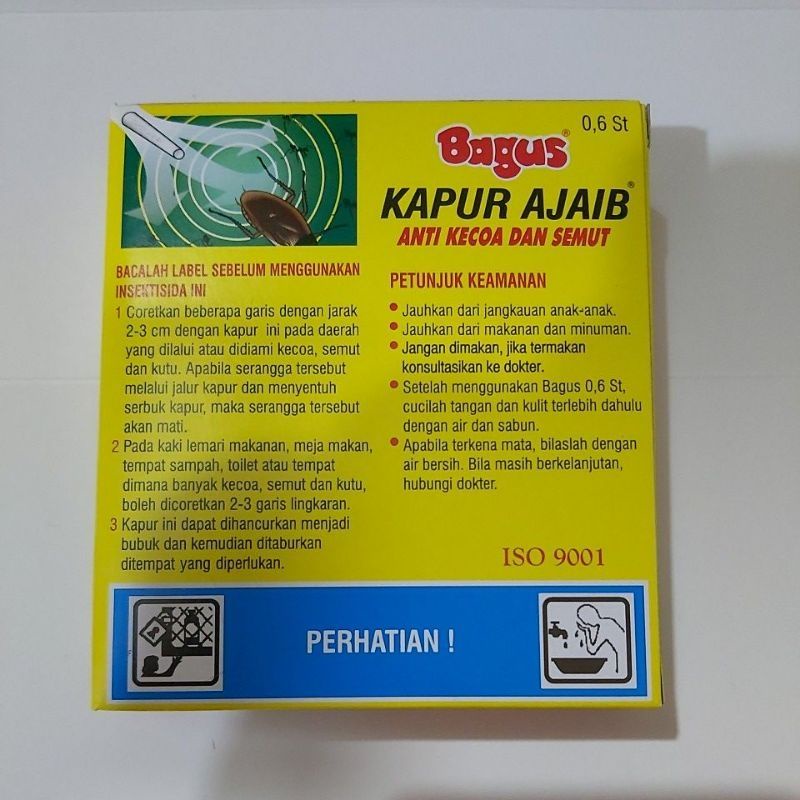 Bagus®
0,6 St
KAPUR AJAIB®
ANTI KECOA DAN SEMUT
BACALAH LABEL SEBELUM MENGGUNAKAN
INSEKTISIDA INI
1 Coretkan beberapa garis dengan jarak
2-3 cm dengan kapur ini pada daerah
yang dilalui atau didiami kecoa, semut
dan kutu. Apabila serangga tersebut
melalui jalur kapur dan menyentuh
serbuk kapur, maka serangga tersebut
akan mati.
2 Pada kaki lemari makanan, meja makan,
tempat sampah, toilet atau tempat
dimana banyak kecoa, semut dan kutu,
boleh dicoretkan 2-3 garis lingkaran.
3 Kapur ini dapat dihancurkan menjadi
bubuk dan kemudian ditaburkan
ditempat yang diperlukan.
PETUNJUK KEAMANAN
• Jauhkan dari jangkauan anak-anak.
• Jauhkan dari makanan dan minuman.
• Jangan dimakan, jika termakan
konsultasikan ke dokter.
• Setelah menggunakan Bagus 0,6 St,
cucilah tangan dan kulit terlebih dahulu
dengan air dan sabun.
• Apabila terkena mata, bilaslah dengan
air bersih. Bila masih berkelanjutan,
hubungi dokter.
ISO 9001
PERHATIAN !